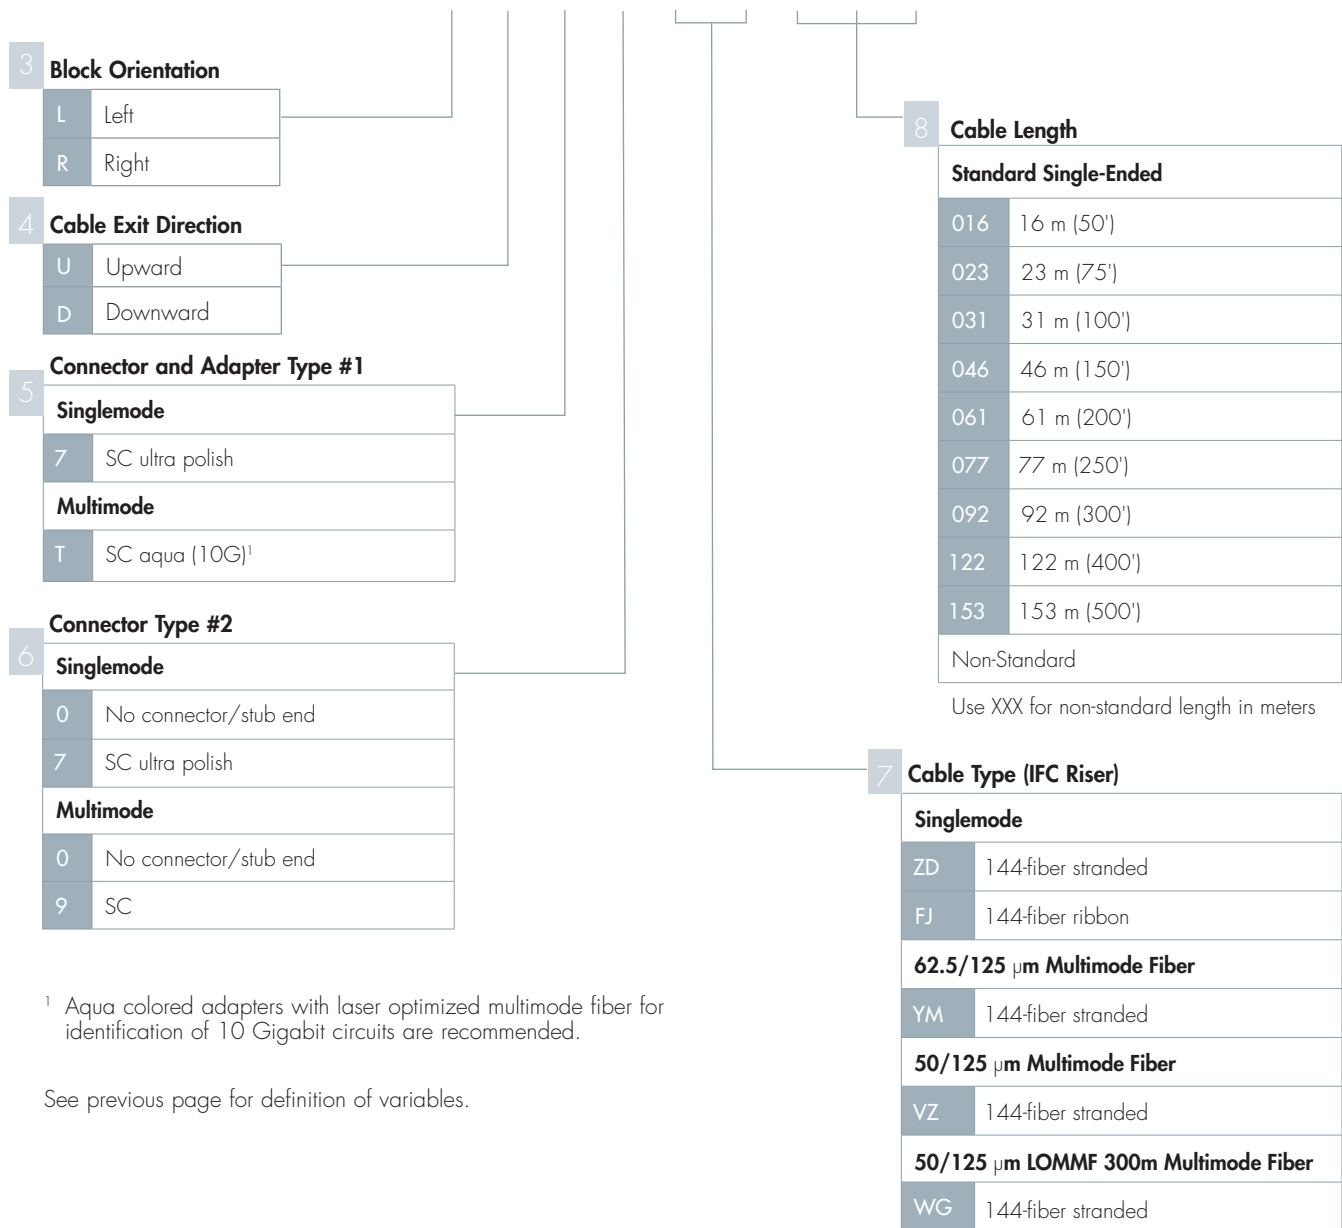 3 Block Orientation
L Left
R Right
4 Cable Exit Direction
U Upward
D Downward
5 Connector and Adapter Type #1
Singlemode
7 SC ultra polish
Multimode
T SC aqua (10G)¹
6 Connector Type #2
Singlemode
0 No connector/stub end
7 SC ultra polish
Multimode
0 No connector/stub end
9 SC
¹ Aqua colored adapters with laser optimized multimode fiber for
identification of 10 Gigabit circuits are recommended.
See previous page for definition of variables.
8 Cable Length
Standard Single-Ended
016 16 m (50')
023 23 m (75')
031 31 m (100')
046 46 m (150')
061 61 m (200')
077 77 m (250')
092 92 m (300')
122 122 m (400')
153 153 m (500')
Non-Standard
Use XXX for non-standard length in meters
7 Cable Type (IFC Riser)
Singlemode
ZD 144-fiber stranded
FJ 144-fiber ribbon
62.5/125 µm Multimode Fiber
YM 144-fiber stranded
50/125 µm Multimode Fiber
VZ 144-fiber stranded
50/125 µm LOMMF 300m Multimode Fiber
WG 144-fiber stranded